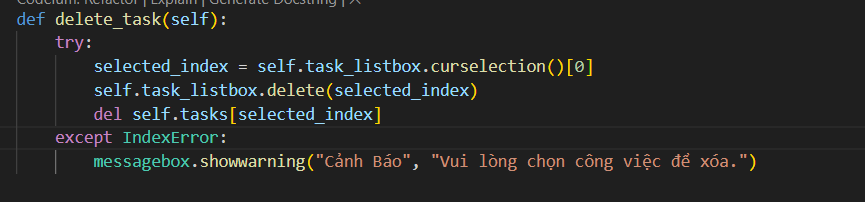 Codeium: Refactor | Explain | Generate Docstring | X
def delete_task(self):
    try:
        selected_index = self.task_listbox.curselection()[0]
        self.task_listbox.delete(selected_index)
        del self.tasks[selected_index]
    except IndexError:
        messagebox.showwarning("Cảnh Báo", "Vui lòng chọn công việc để xóa.")